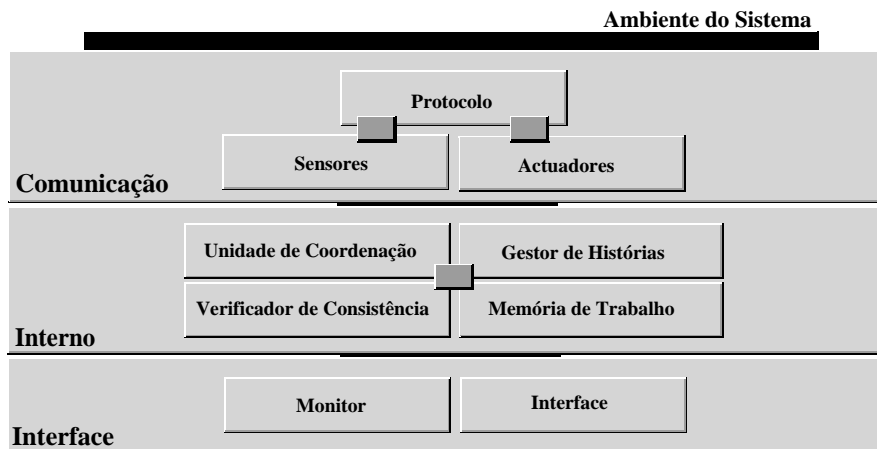 Ambiente do Sistema
Protocolo
Sensores
Actuadores
Comunicação
Unidade de Coordenação
Gestor de Histórias
Verificador de Consistência
Memória de Trabalho
Interno
Monitor
Interface
Interface